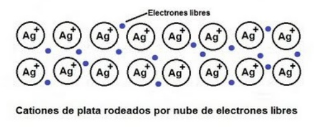 Electrones libres
Ag+ Ag+ Ag+ Ag+ Ag+ Ag+ Ag+ Ag+
Ag+ Ag+ Ag+ Ag+ Ag+ Ag+ Ag+ Ag+
Cationes de plata rodeados por nube de electrones libres